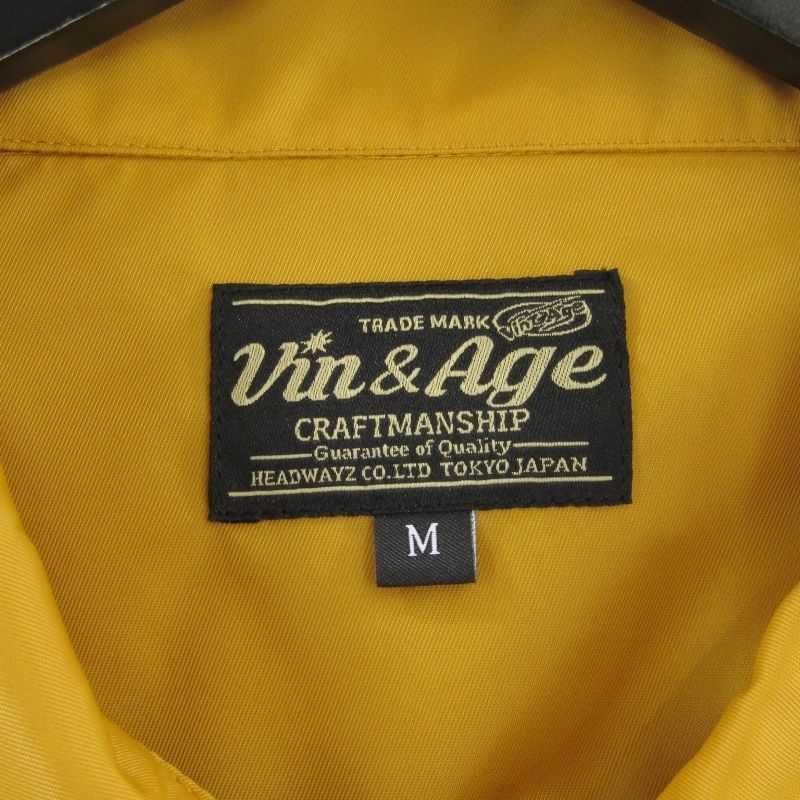 TRADE MARK Vin&Age
Vin&Age
CRAFTMANSHIP
Guarantee of Quality
HEADWAYZ CO.LTD TOKYO JAPAN
M